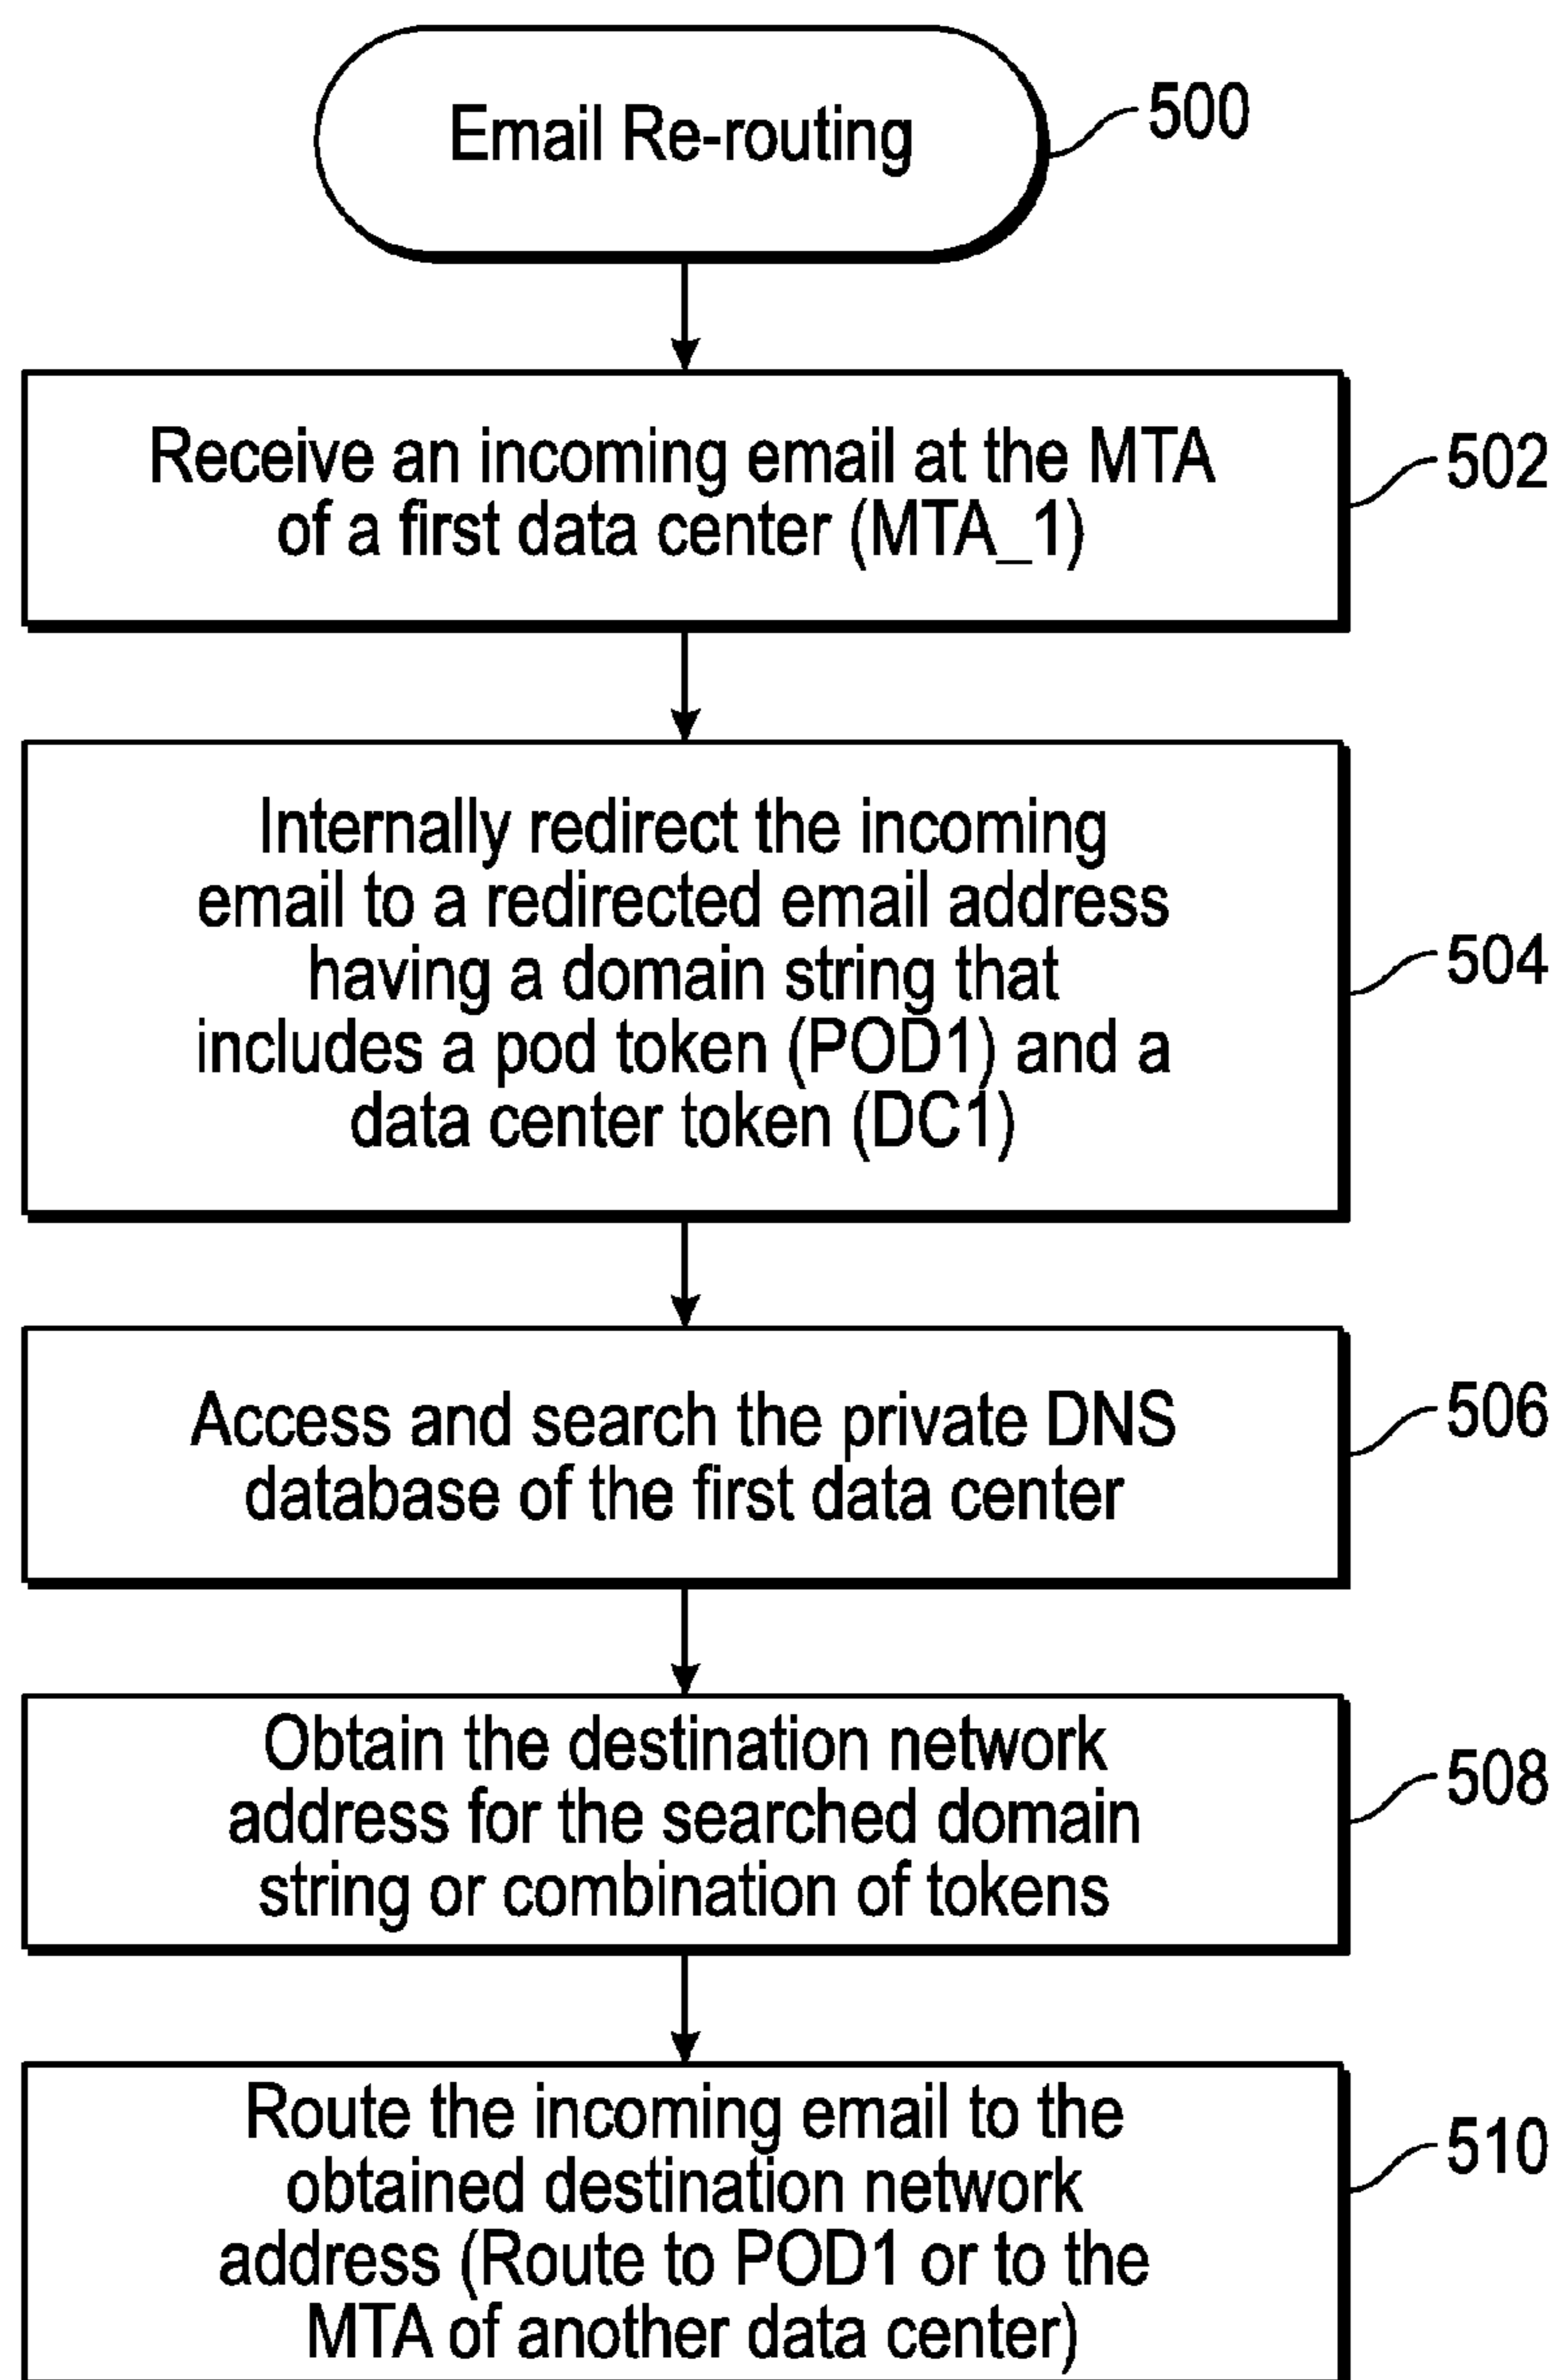 Email Re-routing
500
Receive an incoming email at the MTA
of a first data center (MTA_1)
502
Internally redirect the incoming
email to a redirected email address
having a domain string that
includes a pod token (POD1) and a
data center token (DC1)
504
Access and search the private DNS
database of the first data center
506
Obtain the destination network
address for the searched domain
string or combination of tokens
508
Route the incoming email to the
obtained destination network
address (Route to POD1 or to the
MTA of another data center)
510